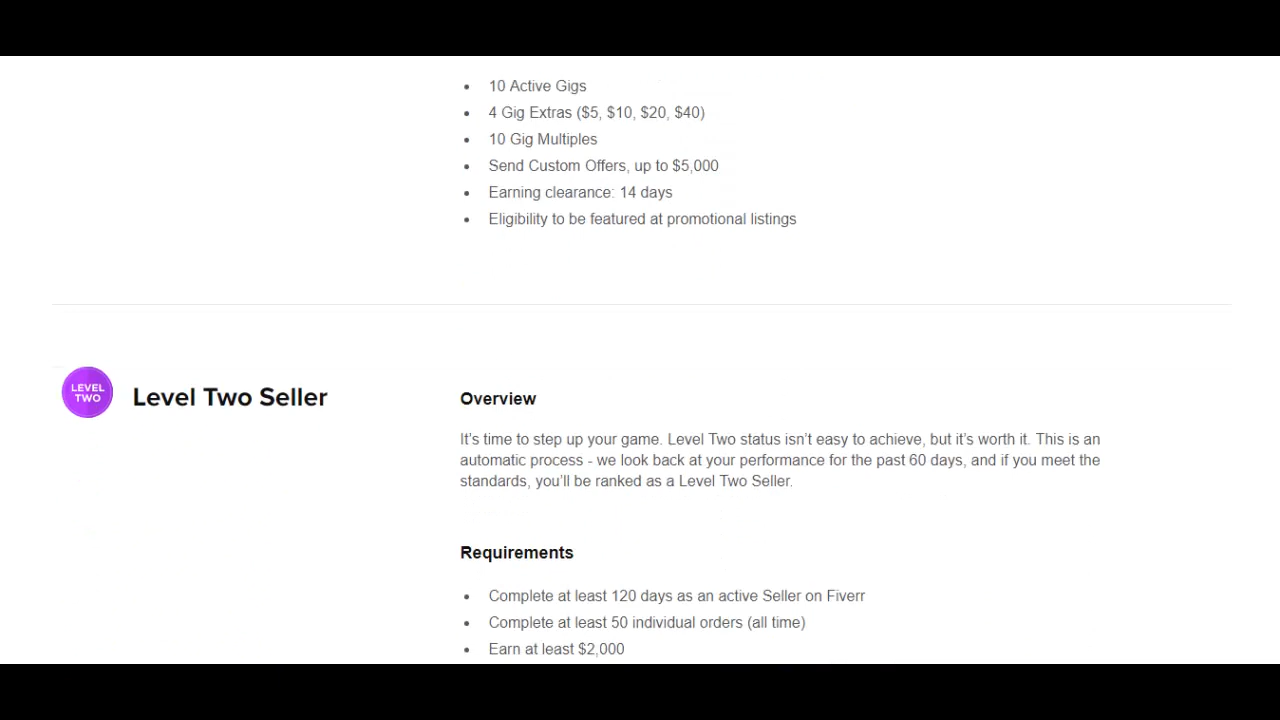 10 Active Gigs
4 Gig Extras ($5, $10, $20, $40)
10 Gig Multiples
Send Custom Offers, up to $5,000
Earning clearance: 14 days
Eligibility to be featured at promotional listings
LEVEL
TWO
Level Two Seller
Overview
It’s time to step up your game. Level Two status isn’t easy to achieve, but it’s worth it. This is an
automatic process - we look back at your performance for the past 60 days, and if you meet the
standards, you’ll be ranked as a Level Two Seller.
Requirements
Complete at least 120 days as an active Seller on Fiverr
Complete at least 50 individual orders (all time)
Earn at least $2,000